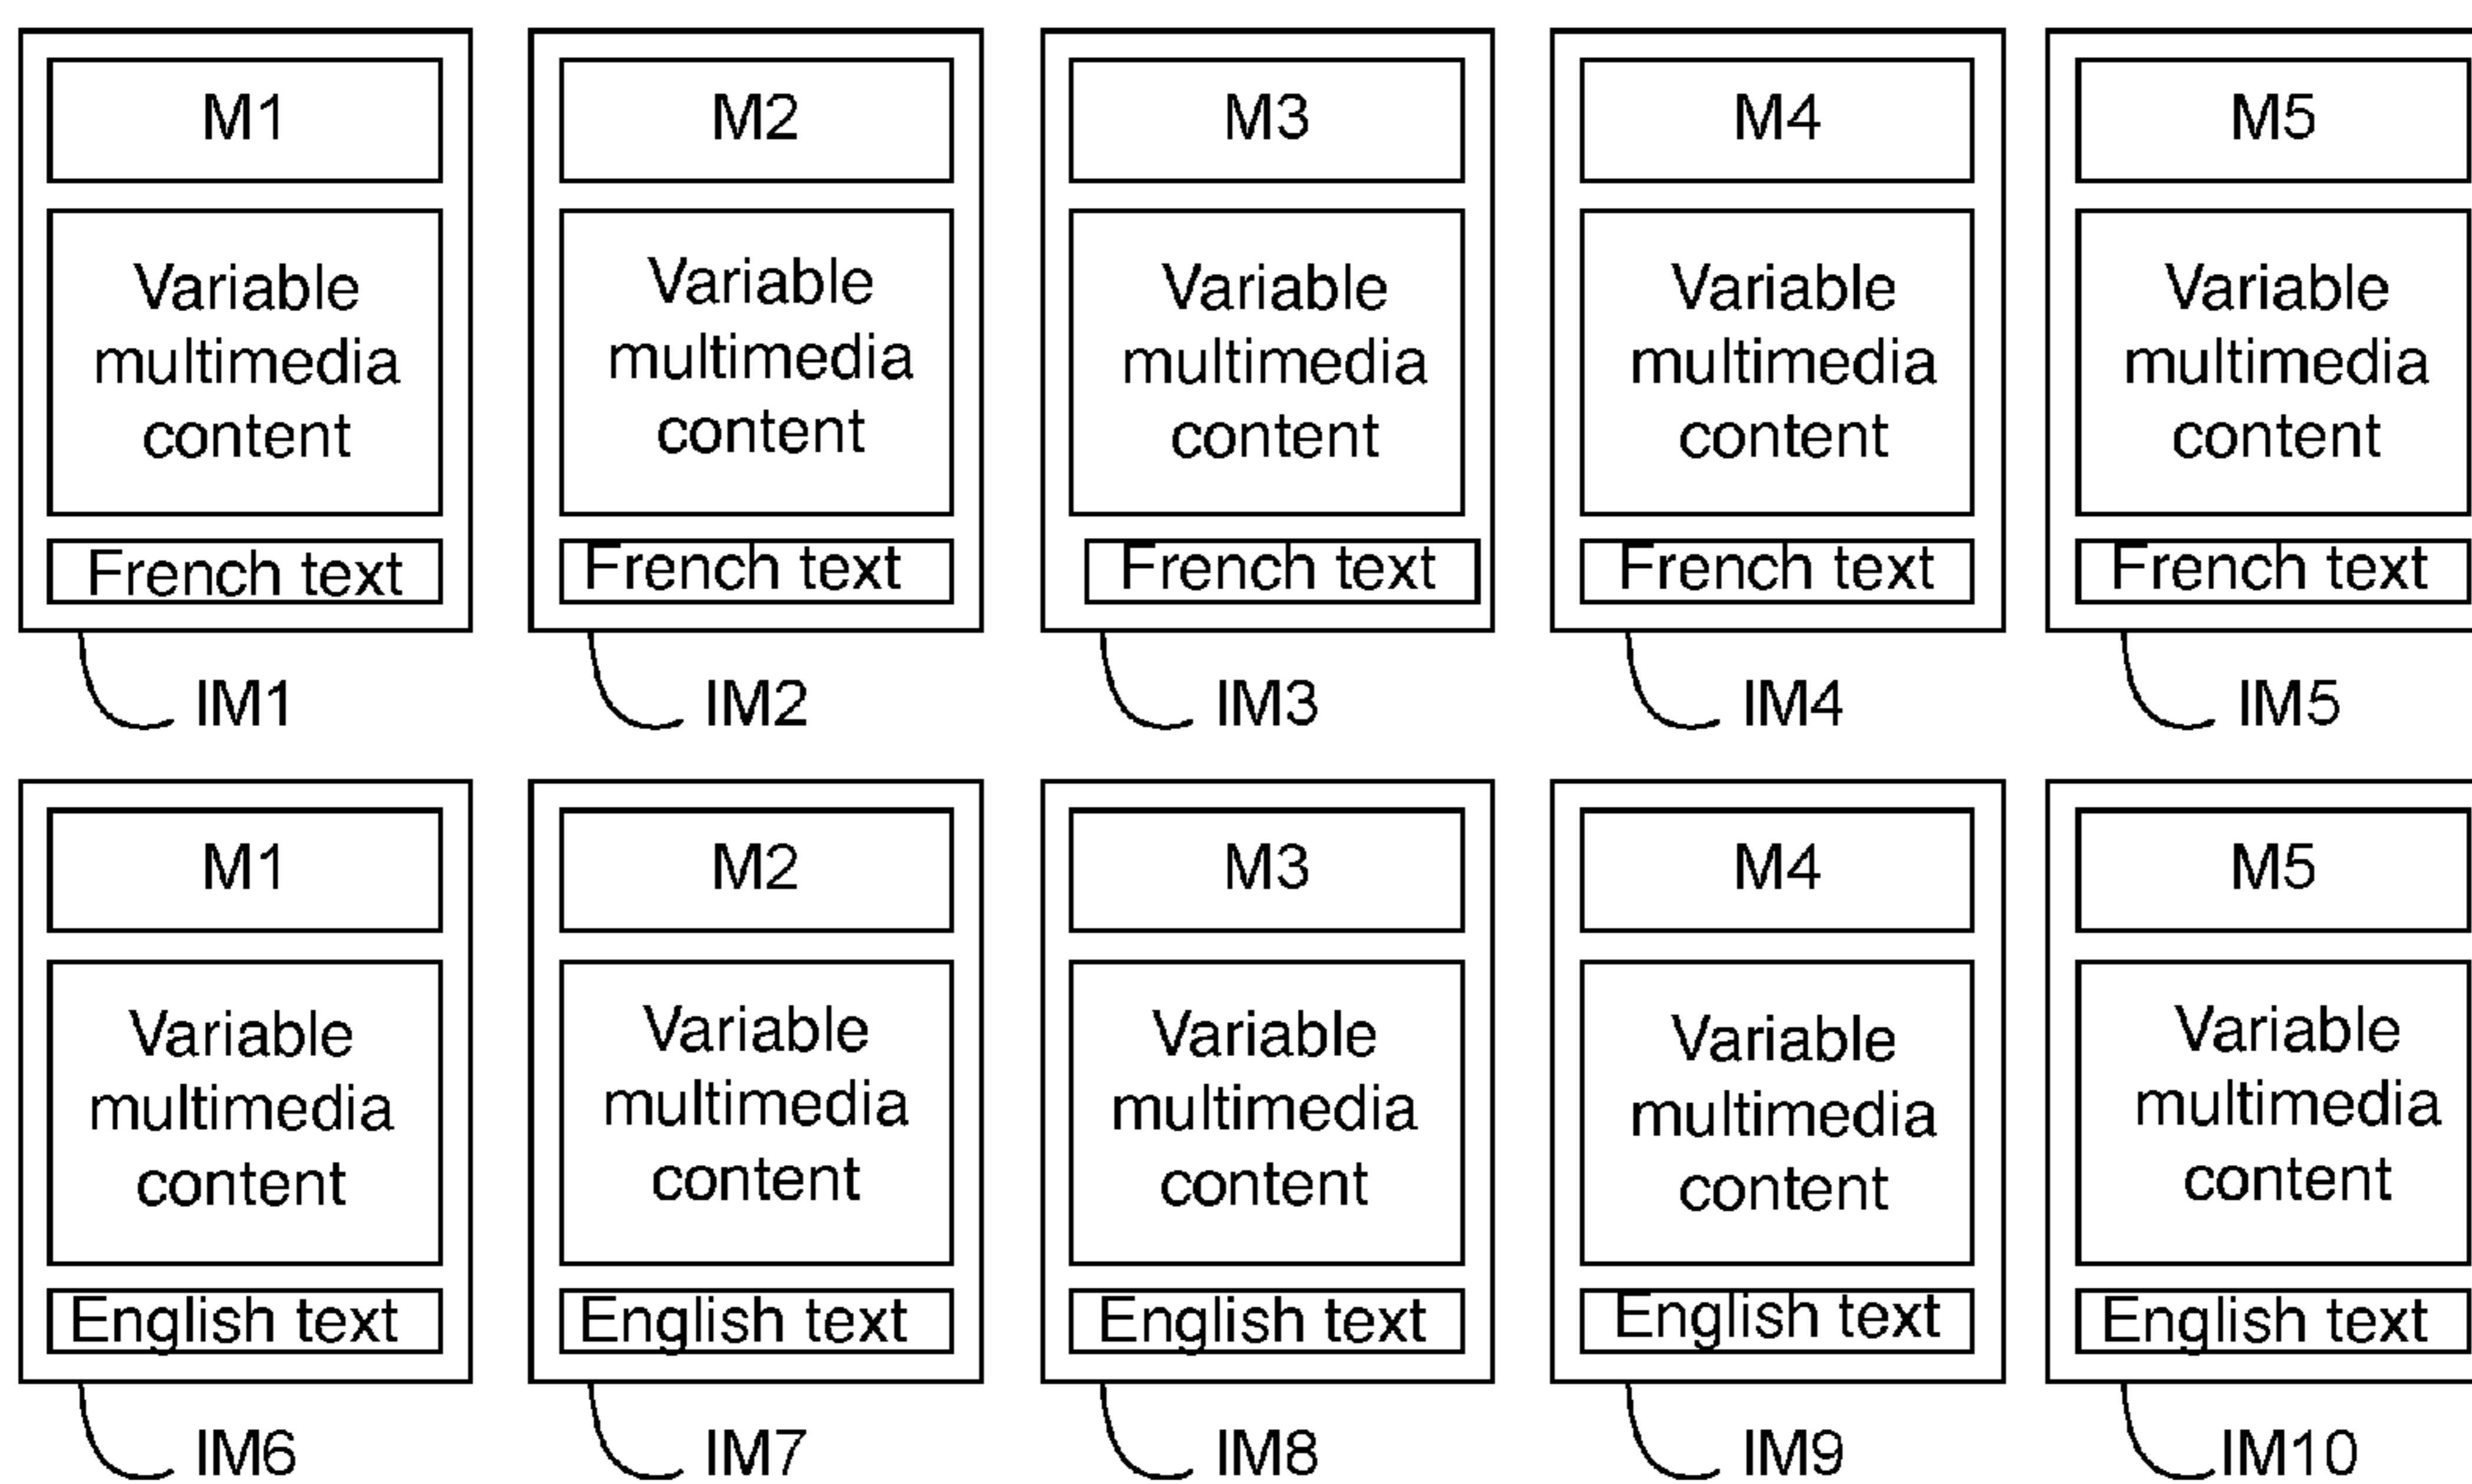 M1
Variable
multimedia
content
French text
IM1
M2
Variable
multimedia
content
French text
IM2
M3
Variable
multimedia
content
French text
IM3
M4
Variable
multimedia
content
French text
IM4
M5
Variable
multimedia
content
French text
IM5
M1
Variable
multimedia
content
English text
IM6
M2
Variable
multimedia
content
English text
IM7
M3
Variable
multimedia
content
English text
IM8
M4
Variable
multimedia
content
English text
IM9
M5
Variable
multimedia
content
English text
IM10